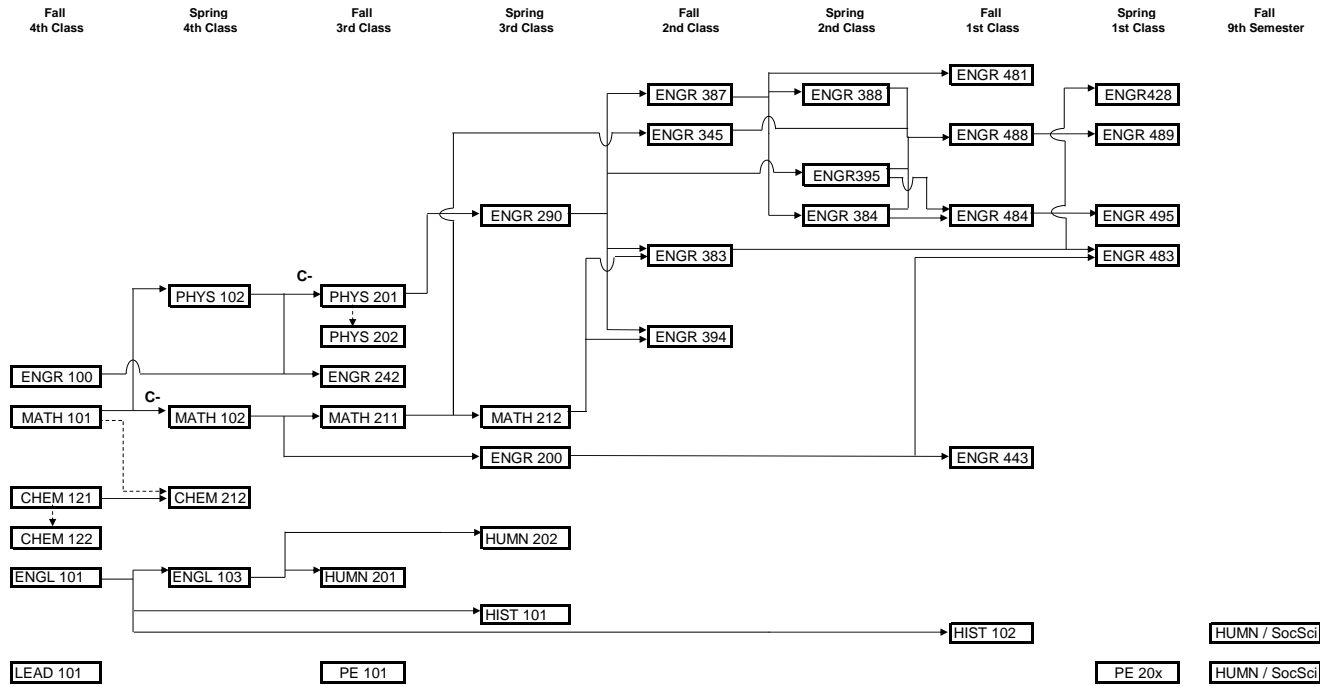 Fall Spring Fall Spring Fall Spring Fall Spring Fall
4th Class 4th Class 3rd Class 3rd Class 2nd Class 2nd Class 1st Class 1st Class 9th Semester
ENGR 481
ENGR 387 ENGR 388 ENGR428
ENGR 345 ENGR 488 ENGR 489
ENGR395
ENGR 290 ENGR 384 ENGR 484 ENGR 495
ENGR 383 ENGR 483
C-
PHYS 102 PHYS 201
PHYS 202 ENGR 394
ENGR 100 ENGR 242
C-
MATH 101 MATH 102 MATH 211 MATH 212
ENGR 200 ENGR 443
CHEM 121 CHEM 212
CHEM 122 HUMN 202
ENGL 101 ENGL 103 HUMN 201
HIST 101
HIST 102 HUMN / SocSci
LEAD 101 PE 101 PE 20x HUMN / SocSci